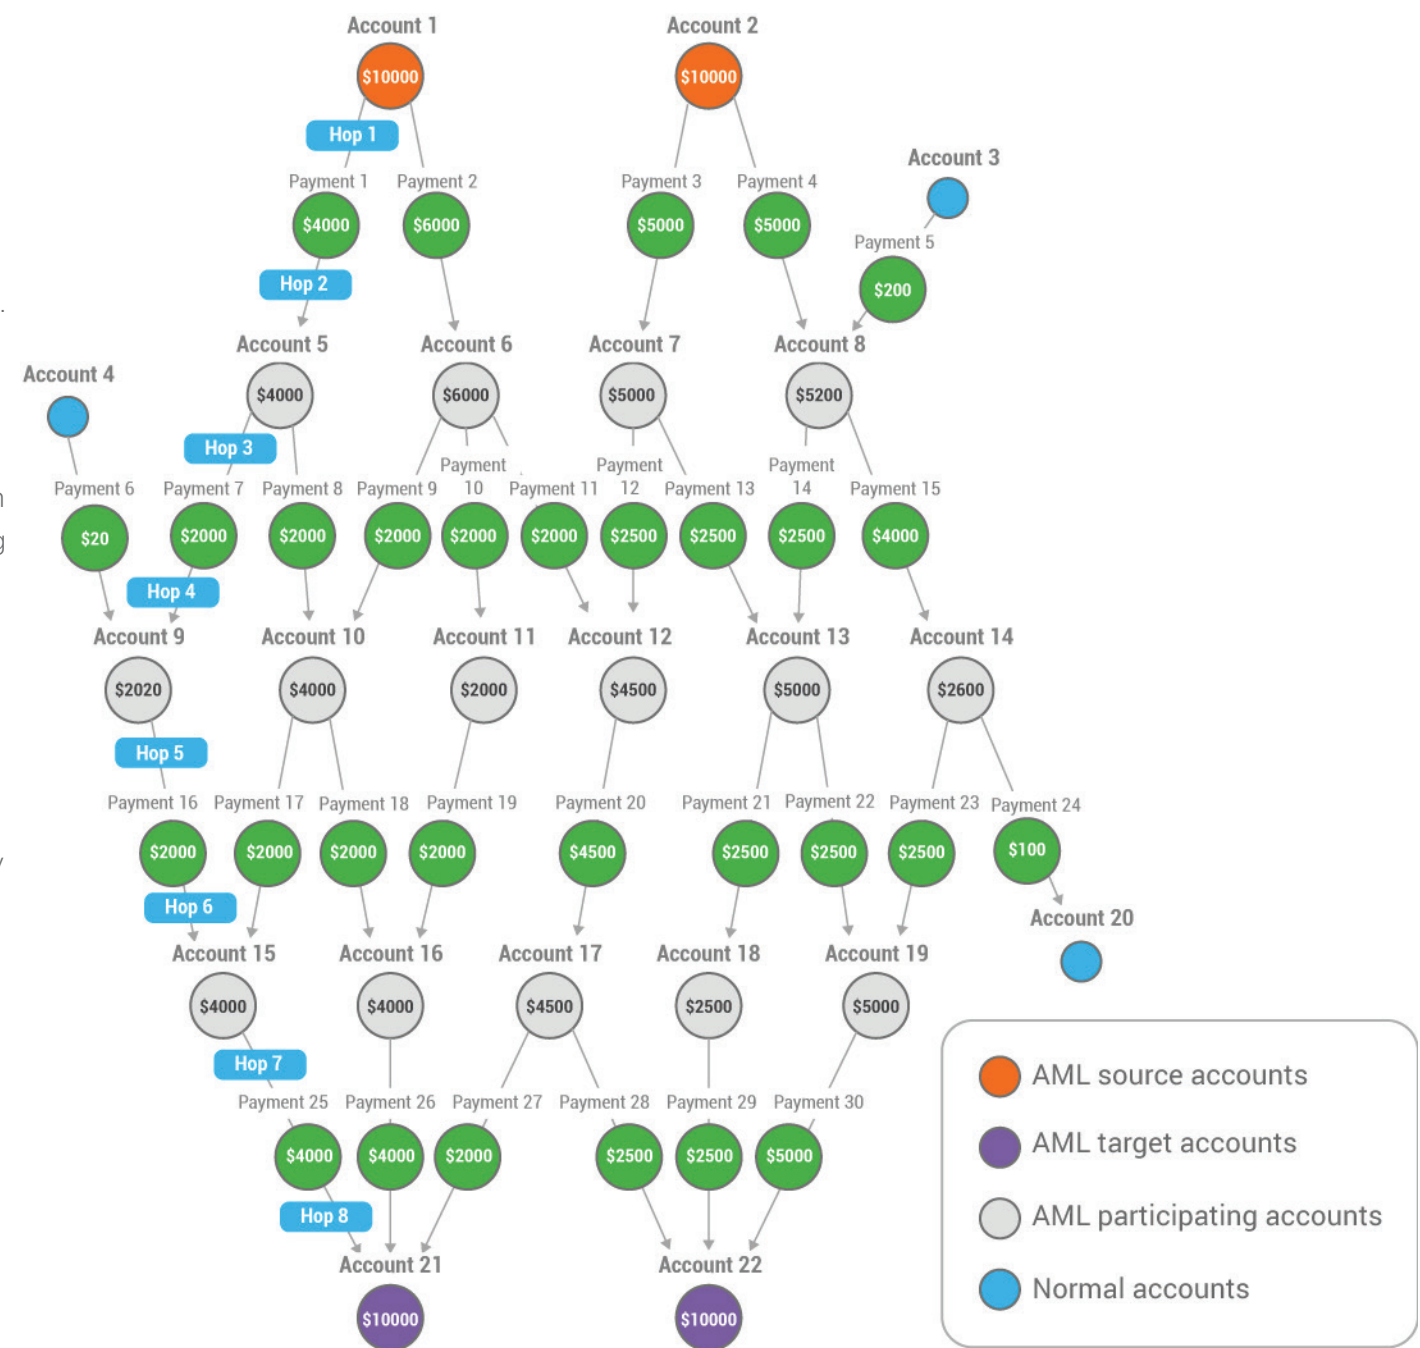 Account 1
Account 2
$10000
$10000
Hop 1
Account 3
Payment 1
Payment 2
Payment 3
Payment 4
$4000
$6000
$5000
$5000
Payment 5
Hop 2
$200
.
Account 5
Account 6
Account 7
Account 8
Account 4
$4000
$6000
$5000
$5200
Hop 3
Payment 6
Payment 7
Payment 8
Payment 9
Payment
10
Payment 11
Payment
12
Payment 13
Payment
14
Payment 15
$20
$2000
$2000
$2000
$2000
$2000
$2500
$2500
$2500
$4000
Hop 4
Account 9
Account 10
Account 11
Account 12
Account 13
Account 14
$2020
$4000
$2000
$4500
$5000
$2600
Hop 5
Payment 16
Payment 17
Payment 18
Payment 19
Payment 20
Payment 21
Payment 22
Payment 23
Payment 24
$2000
$2000
$2000
$2000
$4500
$2500
$2500
$2500
$100
Hop 6
Account 20
Account 15
Account 16
Account 17
Account 18
Account 19
$4000
$4000
$4500
$2500
$5000
Hop 7
Payment 25
Payment 26
Payment 27
Payment 28
Payment 29
Payment 30
$4000
$4000
$2000
$2500
$2500
$5000
Hop 8
Account 21
Account 22
$10000
$10000
AML source accounts
AML target accounts
AML participating accounts
Normal accounts